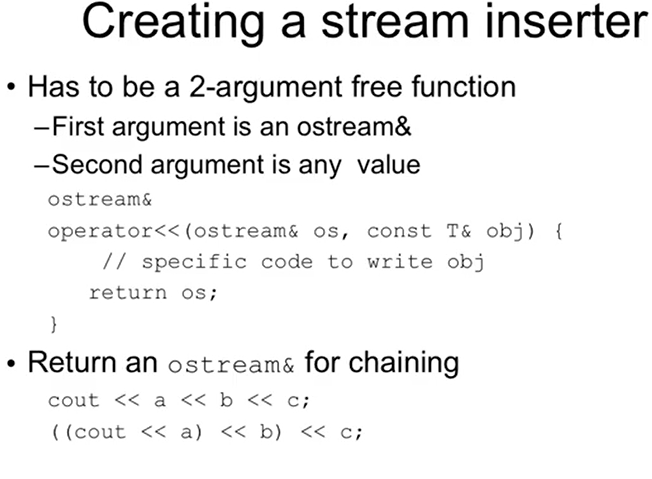 Creating a stream inserter
• Has to be a 2-argument free function
–First argument is an ostream&
–Second argument is any value
ostream&
operator<<(ostream& os, const T& obj) {
// specific code to write obj
return os;
}
• Return an ostream& for chaining
cout << a << b << c;
((cout << a) << b) << c;